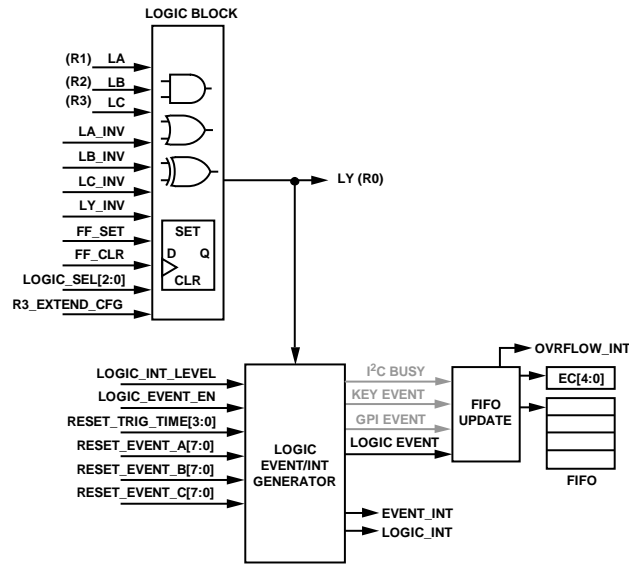 LOGIC BLOCK
(R1) LA
(R2) LB
(R3) LC
LA_INV
LB_INV
LC_INV
LY_INV
FF_SET
FF_CLR
LOGIC_SEL[2:0]
R3_EXTEND_CFG
SET
D Q
CLR
LY (R0)
LOGIC_INT_LEVEL
LOGIC_EVENT_EN
RESET_TRIG_TIME[3:0]
RESET_EVENT_A[7:0]
RESET_EVENT_B[7:0]
RESET_EVENT_C[7:0]
LOGIC
EVENT/INT
GENERATOR
I2C BUSY
KEY EVENT
GPI EVENT
LOGIC EVENT
EVENT_INT
LOGIC_INT
FIFO
UPDATE
OVRFLOW_INT
EC[4:0]
FIFO